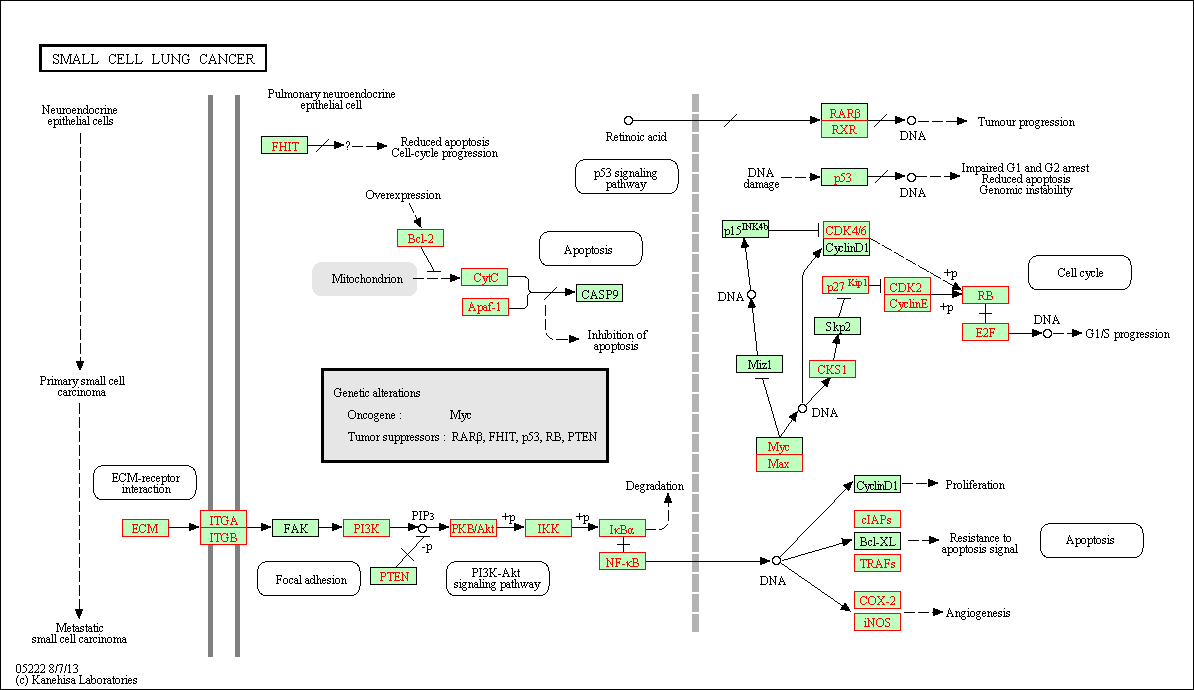 SMALL CELL LUNG CANCER
Neuroendocrine
epithelial cells
Pulmonary neuroendocrine
epithelial cell
FHIT
?
Reduced apoptosis
Cell-cycle progression
Retinoic acid
RARβ
RXR
DNA
Tumour progression
p53 signaling
pathway
DNA
damage
p53
DNA
Impaired G1 and G2 arrest
Reduced apoptosis
Genomic instability
Overexpression
Bcl-2
Apoptosis
Mitochondrion
CytC
Apaf-1
CASP9
Inhibition of
apoptosis
p15INK4b
CDK4/6
CyclinD1
+p
Cell cycle
DNA
p27 Kip1
CDK2
CyclinE
+p
RB
E2F
DNA
G1/S progression
Skp2
Miz1
CKS1
DNA
Myc
Max
Primary small cell
carcinoma
Genetic alterations
Oncogene : Myc
Tumor suppressors : RARβ, FHIT, p53, RB, PTEN
ECM-receptor
interaction
ECM
ITGA
ITGB
FAK
PI3K
PIP3
-p
PTEN
PKB/Akt
+p
IKK
+p
IκBα
NF-κB
Degradation
Focal adhesion
PI3K-Akt
signaling pathway
DNA
CyclinD1
Proliferation
cIAPs
Bcl-XL
TRAFs
Resistance to
apoptosis signal
Apoptosis
COX-2
iNOS
Angiogenesis
Metastatic
small cell carcinoma
05222 8/7/13
(c) Kanehisa Laboratories